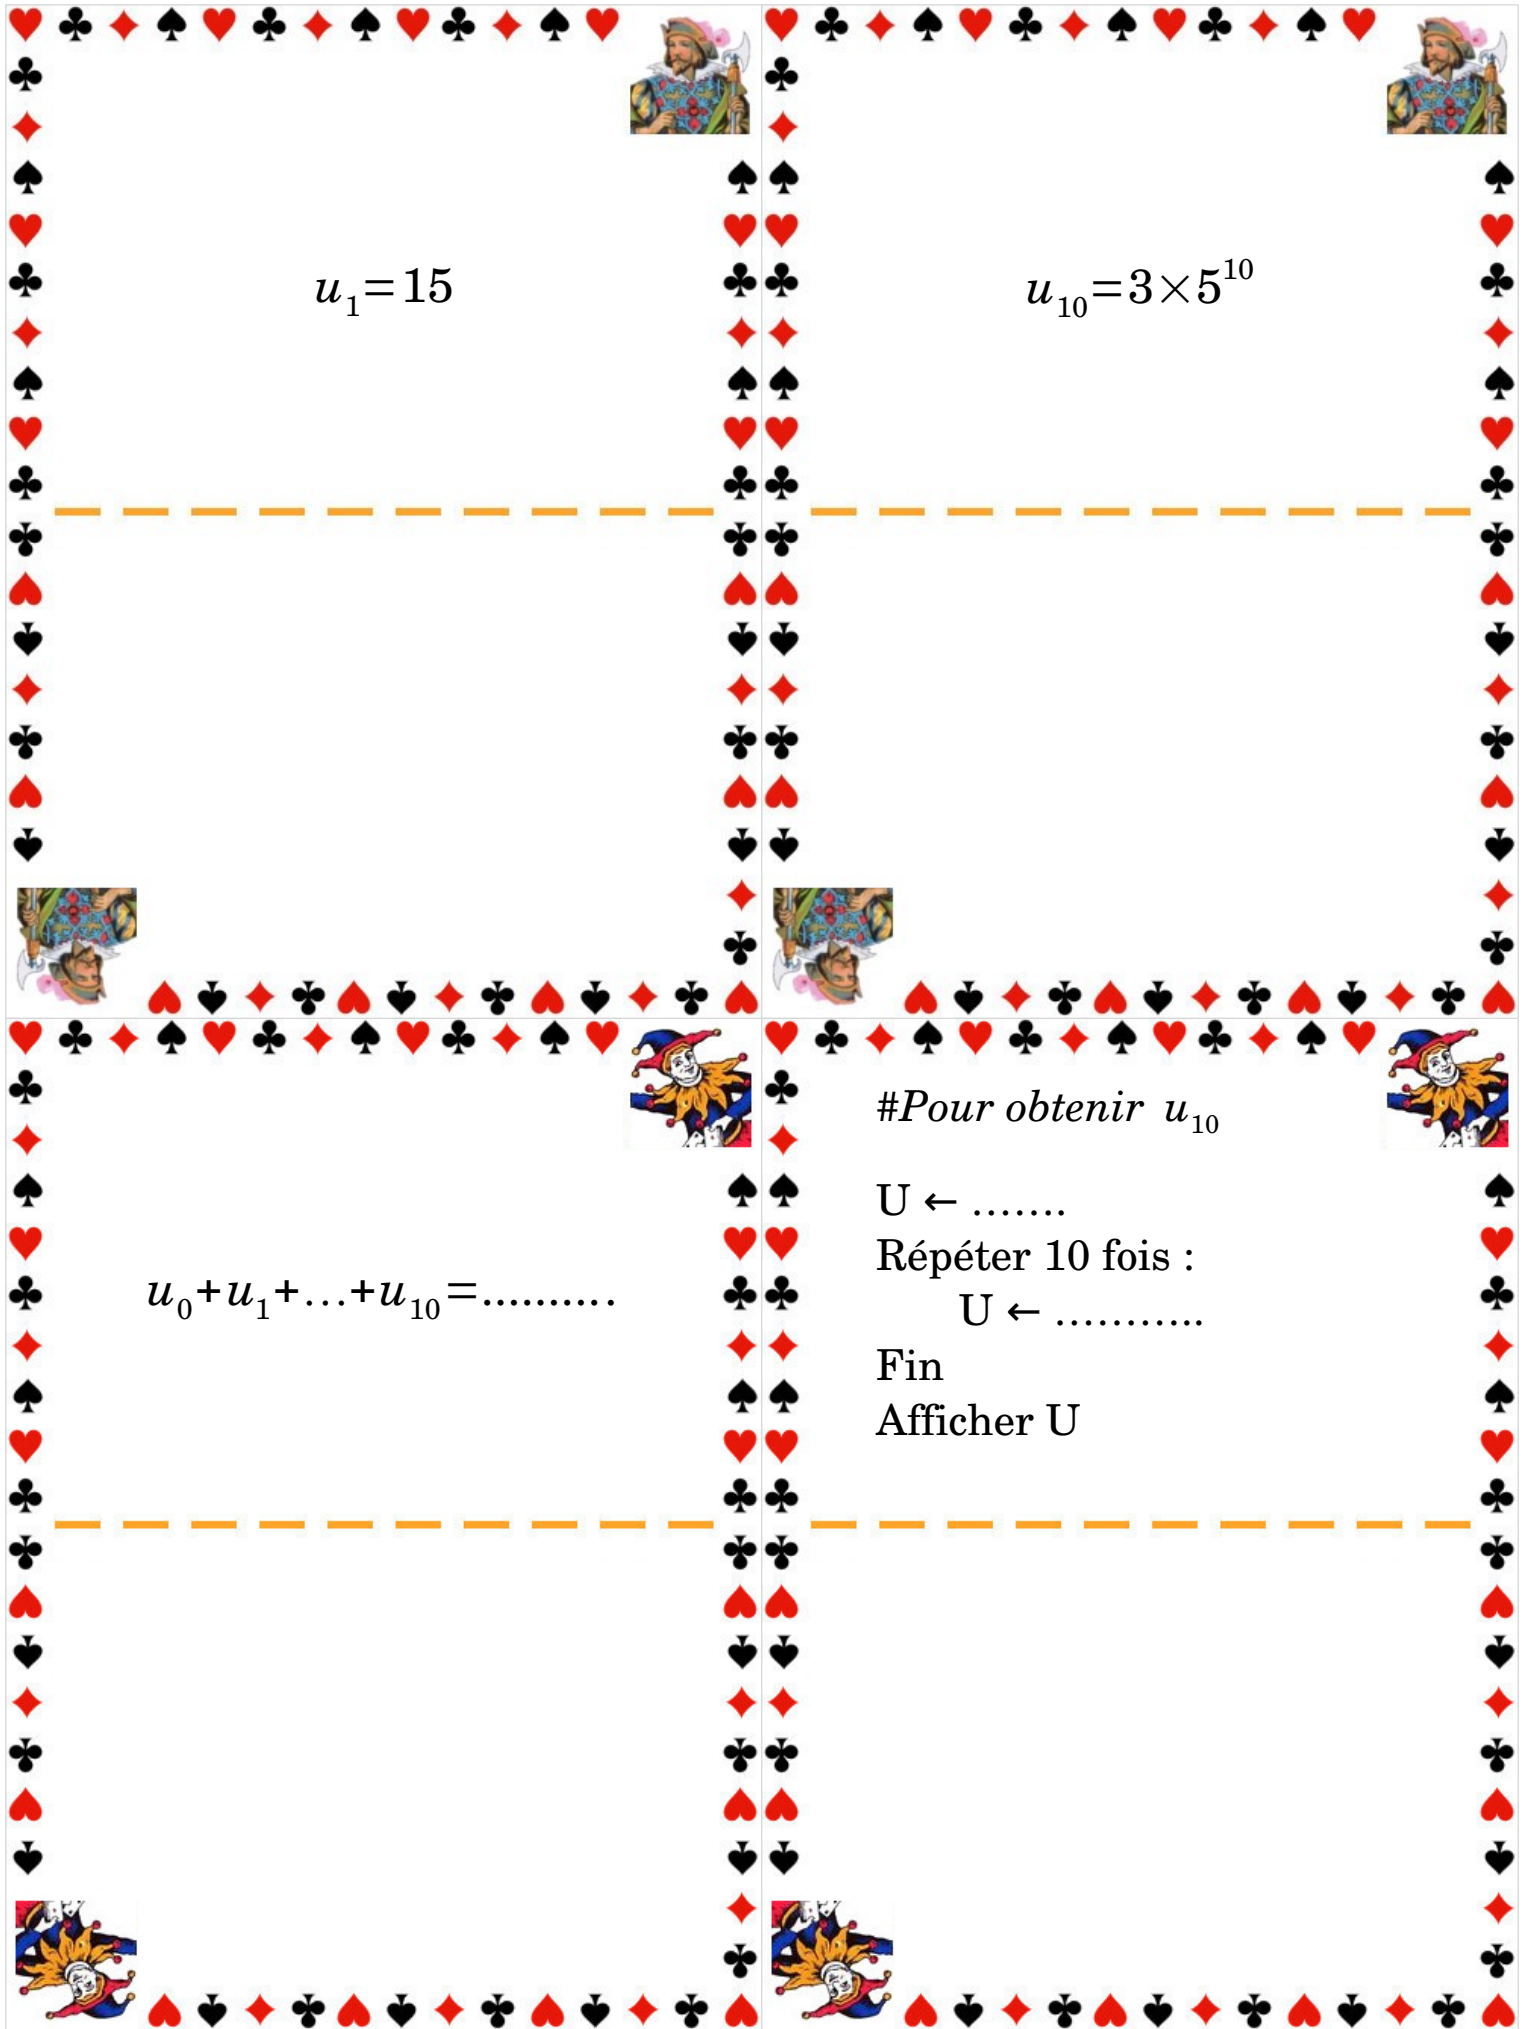 u₁=15
u₁₀=3×5¹⁰
u₀+u₁+…+u₁₀=..........
#Pour obtenir u₁₀
U ← .......
Répéter 10 fois :
U ← ………..
Fin
Afficher U